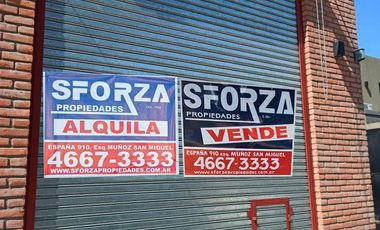 SFORZA
PROPIEDADES
ALQUILA
ESPAÑA 910, Esq. MUÑOZ SAN MIGUEL
4667-3333
WWW.SFORZAPROPIEDADES.COM.AR
SFORZA
PROPIEDADES
VENDE
ESPAÑA 910, esq. MUÑOZ SAN MIGUEL
4667-3333
www.sforzapropiedades.com.ar